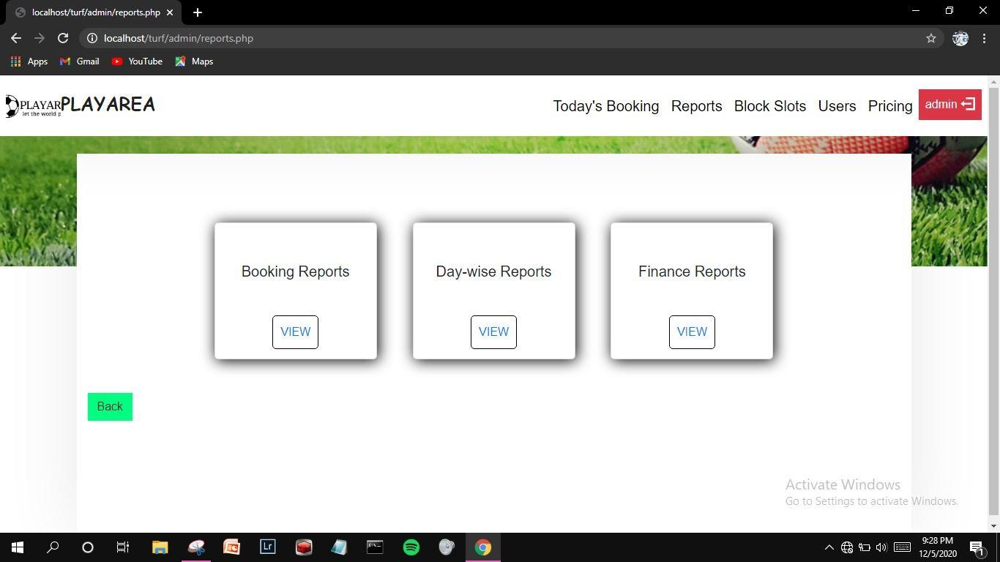 localhost/turf/admin/reports.php
localhost/turf/admin/reports.php
Apps Gmail YouTube Maps
PLAYAR
let the world p
PLAYAREA
Today's Booking Reports Block Slots Users Pricing admin
Booking Reports Day-wise Reports Finance Reports
VIEW VIEW VIEW
Back
Activate Windows
Go to Settings to activate Windows.
Lr
9:28 PM
12/5/2020
1